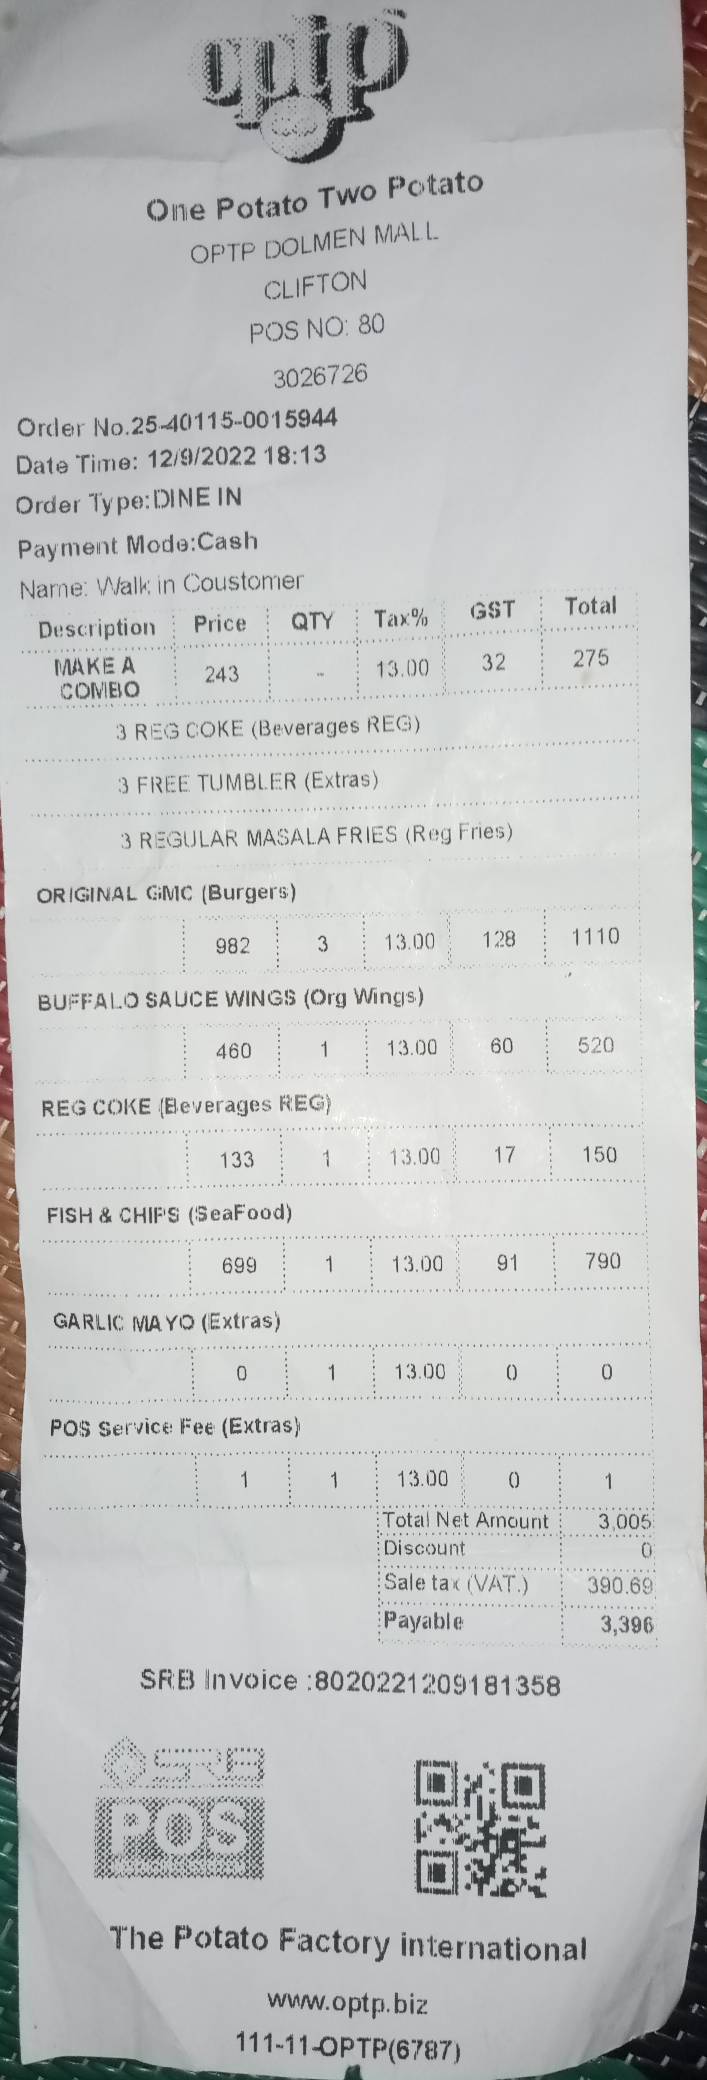 optp
One Potato Two Potato
OPTP DOLMEN MALL
CLIFTON
POS NO: 80
3026726
Order No.25-40115-0015944
Date Time: 12/9/2022 18:13
Order Type:DINE IN
Payment Mode:Cash
Name: Walk in Coustomer
Description Price QTY Tax% GST Total
MAKE A COMBO 243 - 13.00 32 275
3 REG COKE (Beverages REG)
3 FREE TUMBLER (Extras)
3 REGULAR MASALA FRIES (Reg Fries)
ORIGINAL GMC (Burgers)
982 3 13.00 128 1110
BUFFALO SAUCE WINGS (Org Wings)
460 1 13.00 60 520
REG COKE (Beverages REG)
133 1 13.00 17 150
FISH & CHIPS (SeaFood)
699 1 13.00 91 790
GARLIC MAYO (Extras)
0 1 13.00 0 0
POS Service Fee (Extras)
1 1 13.00 0 1
Total Net Amount 3,005
Discount 0
Sale tax (VAT.) 390.69
Payable 3,396
SRB Invoice :8020221209181358
SRB
POS
The Potato Factory international
www.optp.biz
111-11-OPTP(6787)